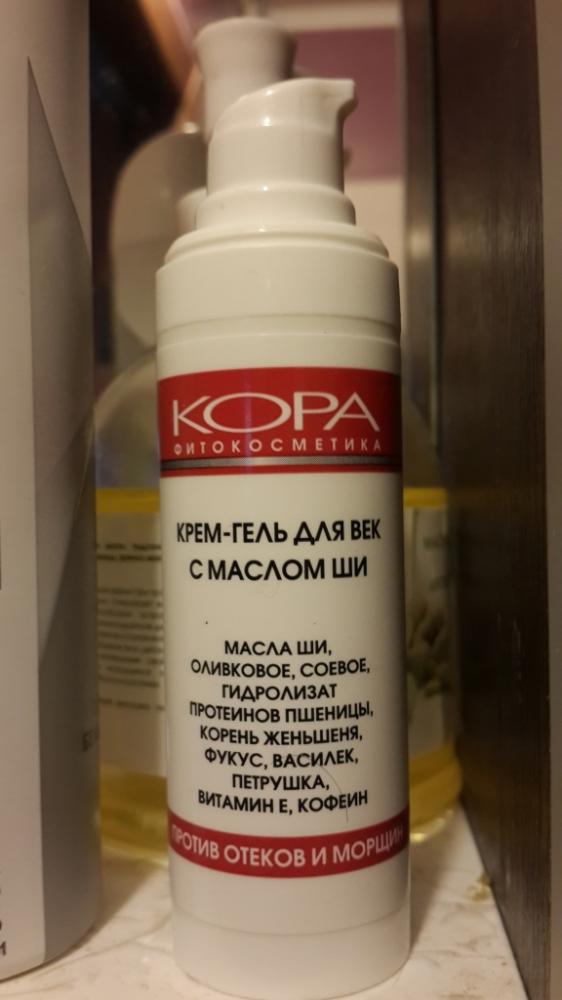 КОРА
ФИТОКОСМЕТИКА
КРЕМ-ГЕЛЬ ДЛЯ ВЕК
С МАСЛОМ ШИ
МАСЛА ШИ,
ОЛИВКОВОЕ, СОЕВОЕ,
ГИДРОЛИЗАТ
ПРОТЕИНОВ ПШЕНИЦЫ,
КОРЕНЬ ЖЕНЬШЕНЯ,
ФУКУС, ВАСИЛЕК,
ПЕТРУШКА,
ВИТАМИН Е, КОФЕИН
ПРОТИВ ОТЕКОВ И МОРЩИН